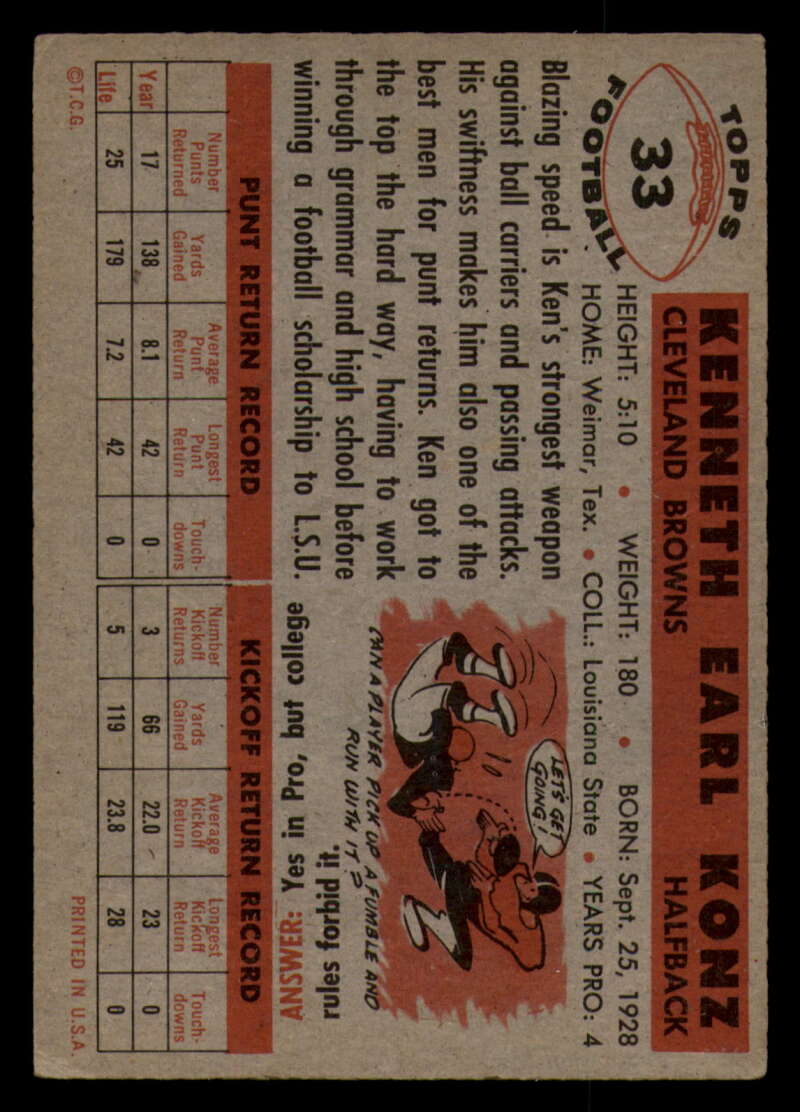 TOPPS
33
FOOTBALL
KENNETH EARL KONZ
CLEVELAND BROWNS HALFBACK
HEIGHT: 5:10 • WEIGHT: 180 • BORN: Sept. 25, 1928
HOME: Weimar, Tex. • COLL.: Louisiana State • YEARS PRO: 4
Blazing speed is Ken's strongest weapon
against ball carriers and passing attacks.
His swiftness makes him also one of the
best men for punt returns. Ken got to
the top the hard way, having to work
through grammar and high school before
winning a football scholarship to L.S.U.
LET'S GET
GOING!
CAN A PLAYER PICK UP A FUMBLE AND
RUN WITH IT?
ANSWER: Yes in Pro, but college
rules forbid it.
PUNT RETURN RECORD KICKOFF RETURN RECORD
Number Punts Returned Yards Gained Average Punt Return Longest Punt Return Touch-downs Number Kickoff Returns Yards Gained Average Kickoff Return Longest Kickoff Return Touch-downs
Year 17 138 8.1 42 0 3 66 22.0 23 0
Life 25 179 7.2 42 0 5 119 23.8 28 0
©T.C.G. PRINTED IN U.S.A.